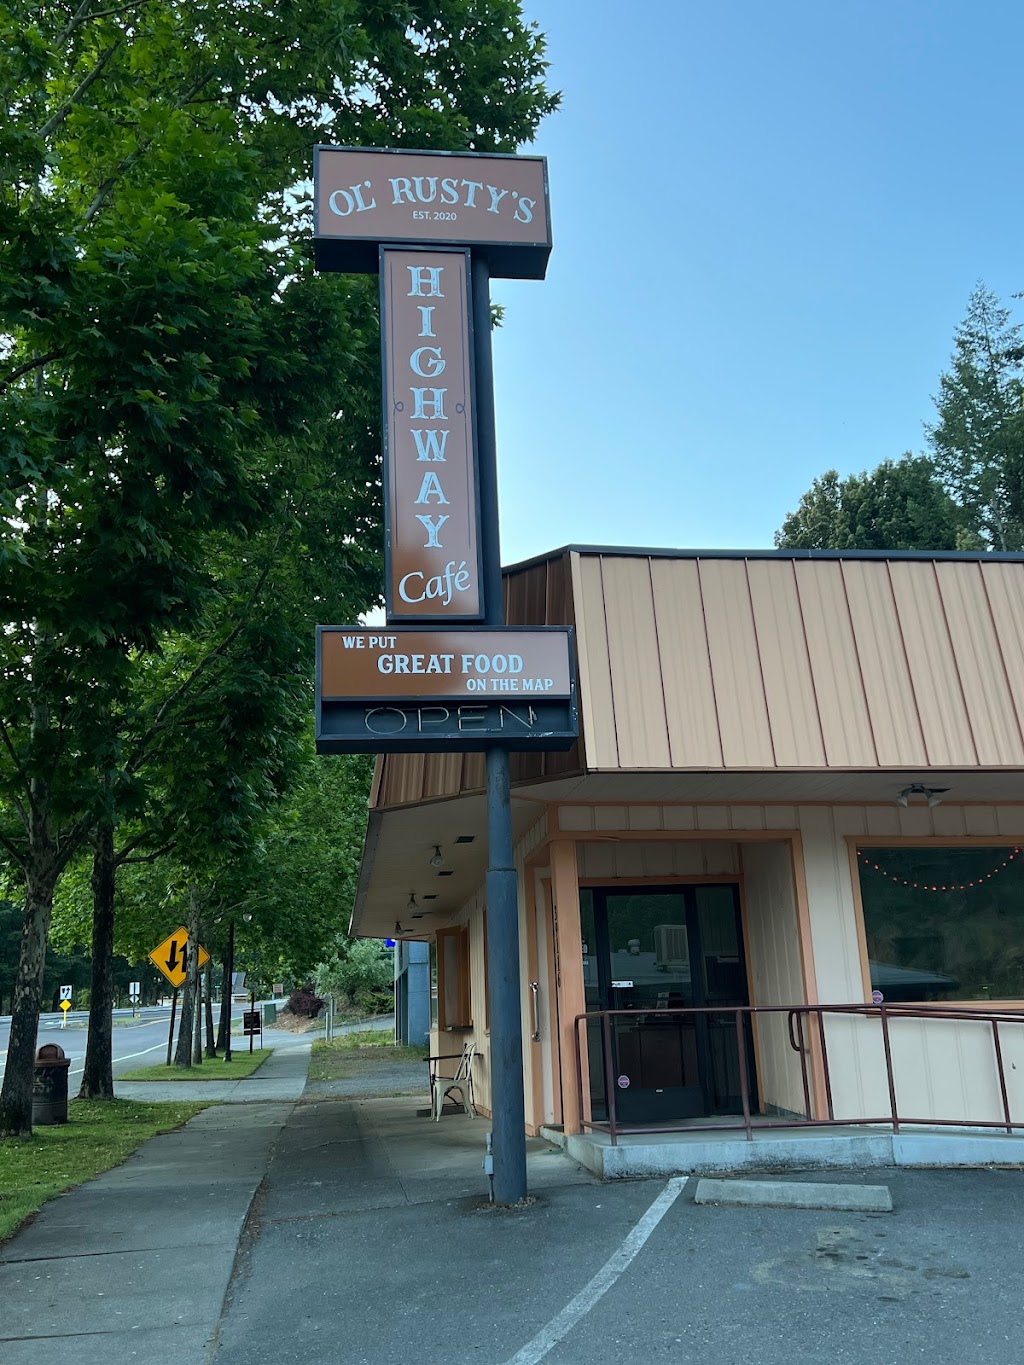 OL' RUSTY'S
EST. 2020
HIGHWAY
Café
WE PUT
GREAT FOOD
ON THE MAP
OPEN